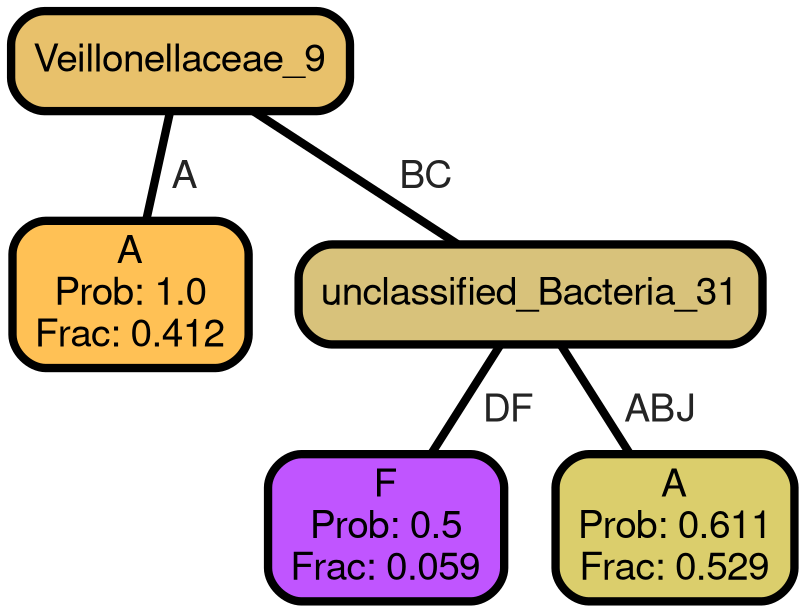 Veillonellaceae_9
A
BC
A
Prob: 1.0
Frac: 0.412
unclassified_Bacteria_31
DF
ABJ
F
Prob: 0.5
Frac: 0.059
A
Prob: 0.611
Frac: 0.529